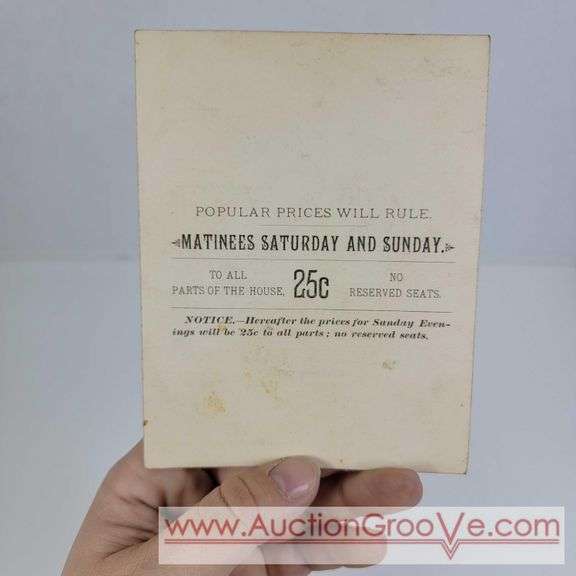 POPULAR PRICES WILL RULE.
MATINEES SATURDAY AND SUNDAY.
TO ALL
PARTS OF THE HOUSE,
25c
NO
RESERVED SEATS.
NOTICE.—Hereafter the prices for Sunday Even-
ings will be 25c to all parts; no reserved seats.
www.AuctionGrooVe.com